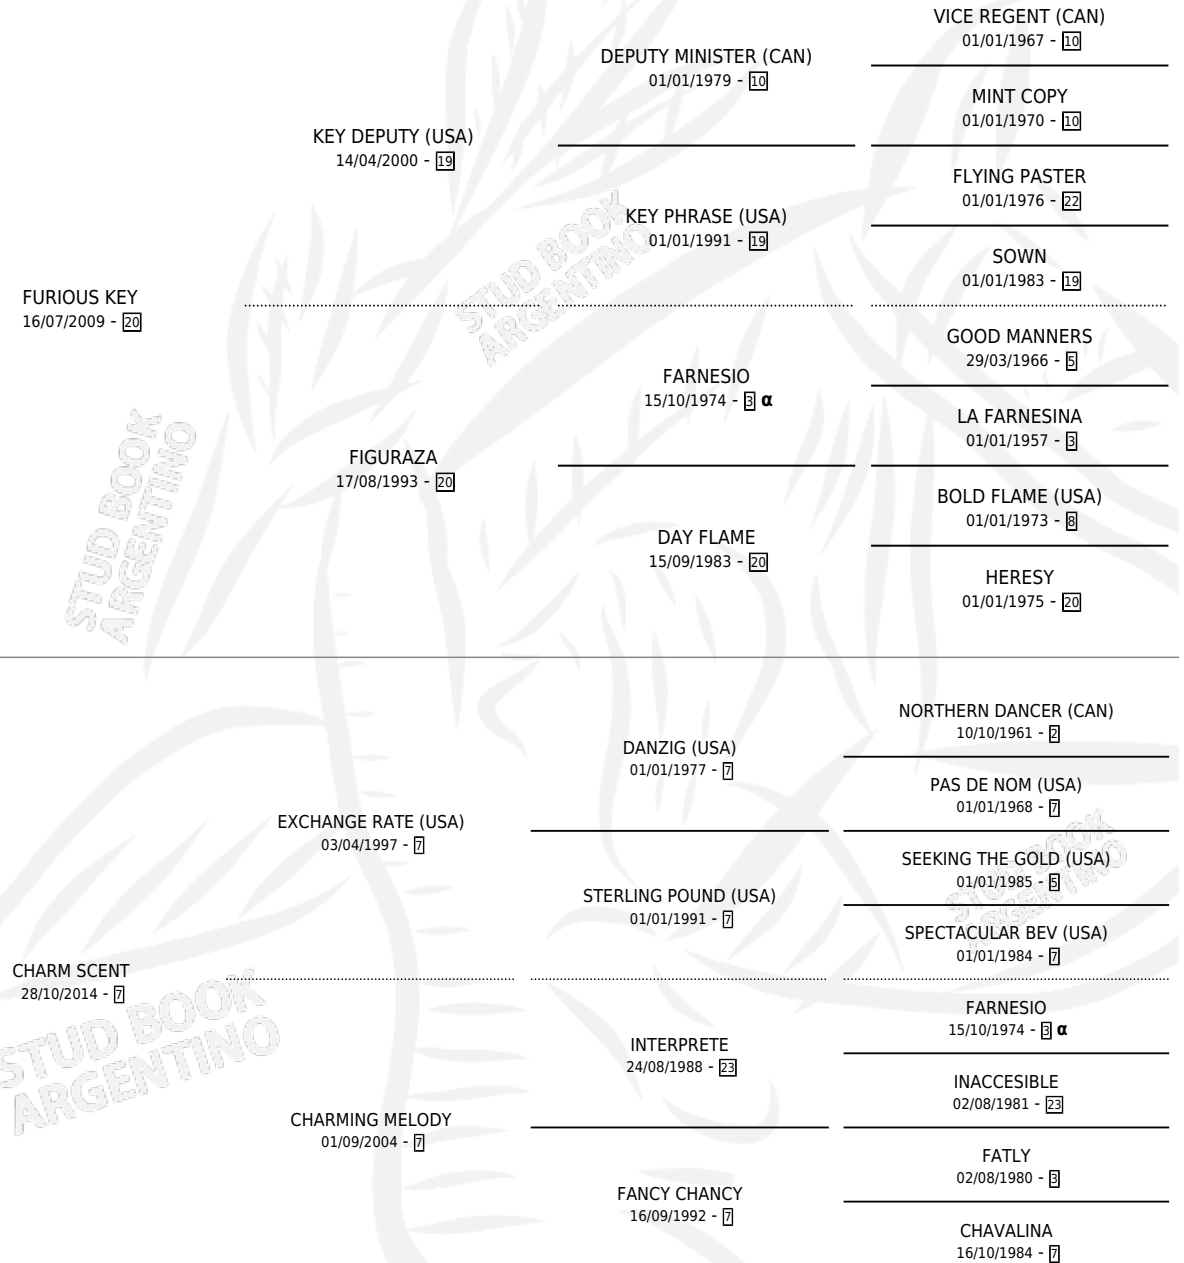 VICE REGENT (CAN)
01/01/1967 - 10
DEPUTY MINISTER (CAN)
01/01/1979 - 10
MINT COPY
01/01/1970 - 10
KEY DEPUTY (USA)
14/04/2000 - 19
FLYING PASTER
01/01/1976 - 22
KEY PHRASE (USA)
01/01/1991 - 19
SOWN
01/01/1983 - 19
FURIOUS KEY
16/07/2009 - 20
GOOD MANNERS
29/03/1966 - 5
FARNESIO
15/10/1974 - 3 α
LA FARNESINA
01/01/1957 - 3
FIGURAZA
17/08/1993 - 20
BOLD FLAME (USA)
01/01/1973 - 8
DAY FLAME
15/09/1983 - 20
HERESY
01/01/1975 - 20
NORTHERN DANCER (CAN)
10/10/1961 - 2
DANZIG (USA)
01/01/1977 - 7
PAS DE NOM (USA)
01/01/1968 - 7
EXCHANGE RATE (USA)
03/04/1997 - 7
SEEKING THE GOLD (USA)
01/01/1985 - 5
STERLING POUND (USA)
01/01/1991 - 7
SPECTACULAR BEV (USA)
01/01/1984 - 7
CHARM SCENT
28/10/2014 - 7
FARNESIO
15/10/1974 - 3 α
INTERPRETE
24/08/1988 - 23
INACCESIBLE
02/08/1981 - 23
CHARMING MELODY
01/09/2004 - 7
FATLY
02/08/1980 - 3
FANCY CHANCY
16/09/1992 - 7
CHAVALINA
16/10/1984 - 7
STUD BOOK
ARGENTINO
STUD BOOK
ARGENTINO
STUD BOOK
ARGENTINO
STUD BOOK
ARGENTINO